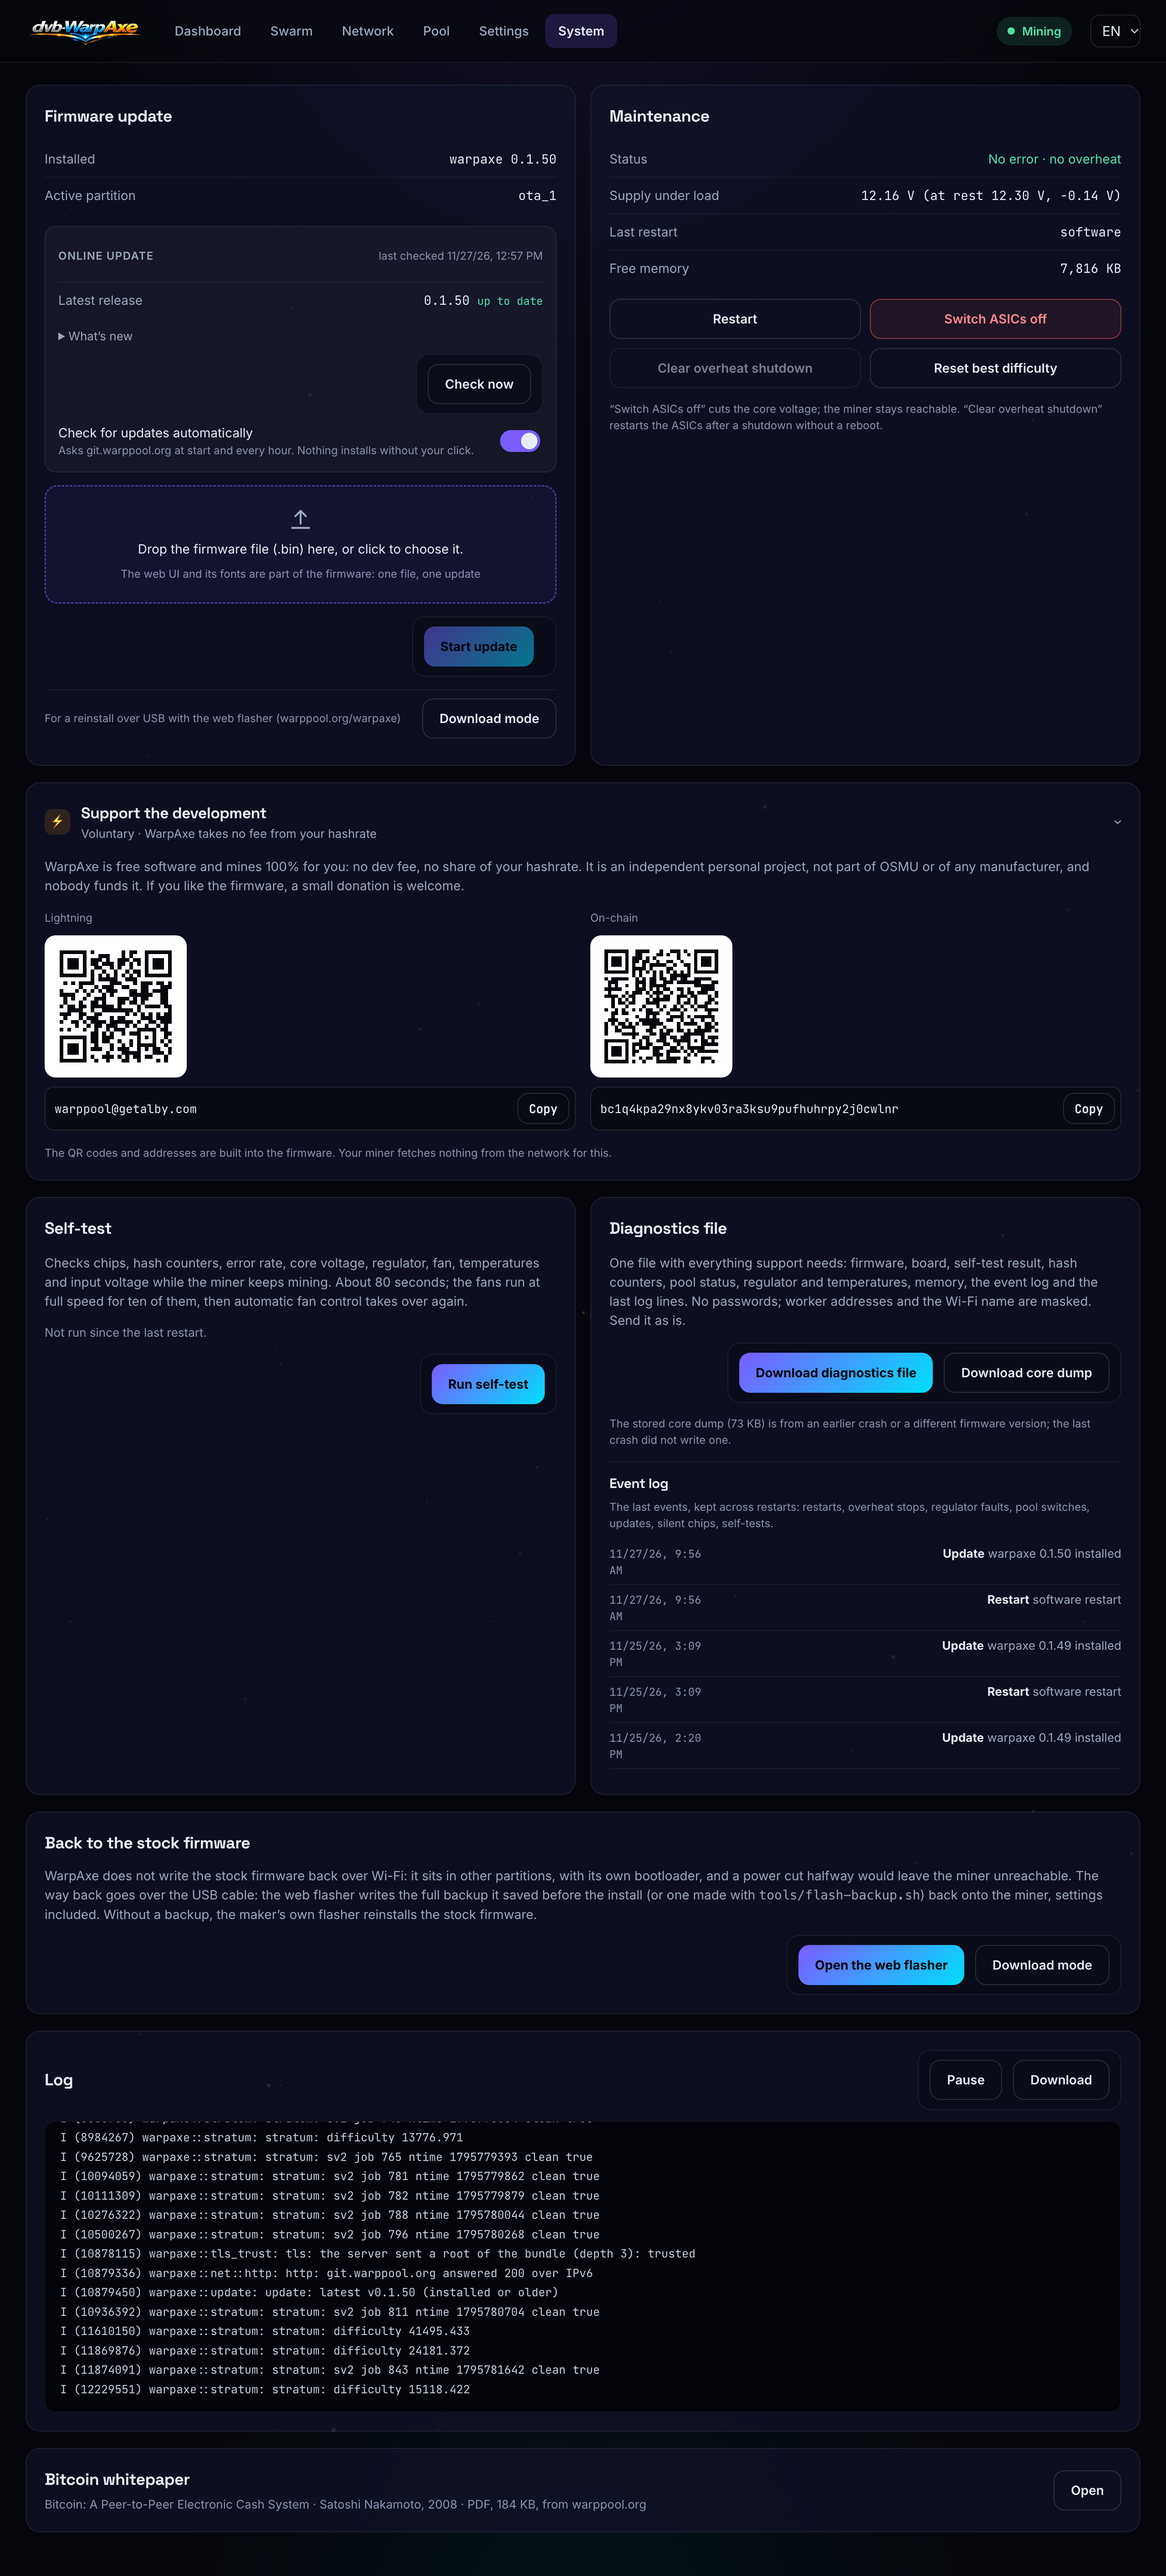 dvb-WarpAxe
Dashboard
Swarm
Network
Pool
Settings
System
Mining
EN
Firmware update
Installed
warpaxe 0.1.50
Active partition
ota_1
ONLINE UPDATE
last checked 11/27/26, 12:57 PM
Latest release
0.1.50 up to date
What's new
Check now
Check for updates automatically
Asks git.warppool.org at start and every hour. Nothing installs without your click.
Drop the firmware file (.bin) here, or click to choose it.
The web UI and its fonts are part of the firmware: one file, one update
Start update
For a reinstall over USB with the web flasher (warppool.org/warpaxe)
Download mode
Maintenance
Status
No error · no overheat
Supply under load
12.16 V (at rest 12.30 V, -0.14 V)
Last restart
software
Free memory
7,816 KB
Restart
Switch ASICs off
Clear overheat shutdown
Reset best difficulty
“Switch ASICs off” cuts the core voltage; the miner stays reachable. “Clear overheat shutdown”
restarts the ASICs after a shutdown without a reboot.
Support the development
Voluntary · WarpAxe takes no fee from your hashrate
WarpAxe is free software and mines 100% for you: no dev fee, no share of your hashrate. It is an independent personal project, not part of OSMU or of any manufacturer, and
nobody funds it. If you like the firmware, a small donation is welcome.
Lightning
warppool@getalby.com
Copy
On-chain
bc1q4kpa29nx8ykv03ra3ksu9pufhuhrpy2j0cwlnr
Copy
The QR codes and addresses are built into the firmware. Your miner fetches nothing from the network for this.
Self-test
Checks chips, hash counters, error rate, core voltage, regulator, fan, temperatures
and input voltage while the miner keeps mining. About 80 seconds; the fans run at
full speed for ten of them, then automatic fan control takes over again.
Not run since the last restart.
Run self-test
Diagnostics file
One file with everything support needs: firmware, board, self-test result, hash
counters, pool status, regulator and temperatures, memory, the event log and the
last log lines. No passwords; worker addresses and the Wi-Fi name are masked.
Send it as is.
Download diagnostics file
Download core dump
The stored core dump (73 KB) is from an earlier crash or a different firmware version; the last
crash did not write one.
Event log
The last events, kept across restarts: restarts, overheat stops, regulator faults, pool switches,
updates, silent chips, self-tests.
11/27/26, 9:56
AM
Update warpaxe 0.1.50 installed
11/27/26, 9:56
AM
Restart software restart
11/25/26, 3:09
PM
Update warpaxe 0.1.49 installed
11/25/26, 3:09
PM
Restart software restart
11/25/26, 2:20
PM
Update warpaxe 0.1.49 installed
Back to the stock firmware
WarpAxe does not write the stock firmware back over Wi-Fi: it sits in other partitions, with its own bootloader, and a power cut halfway would leave the miner unreachable. The
way back goes over the USB cable: the web flasher writes the full backup it saved before the install (or one made with tools/flash-backup.sh) back onto the miner, settings
included. Without a backup, the maker's own flasher reinstalls the stock firmware.
Open the web flasher
Download mode
Log
Pause
Download
I (8984267) warpaxe::stratum: stratum: difficulty 13776.971
I (9625728) warpaxe::stratum: stratum: sv2 job 765 ntime 1795779393 clean true
I (10094059) warpaxe::stratum: stratum: sv2 job 781 ntime 1795779862 clean true
I (10111309) warpaxe::stratum: stratum: sv2 job 782 ntime 1795779879 clean true
I (10276322) warpaxe::stratum: stratum: sv2 job 788 ntime 1795780044 clean true
I (10500267) warpaxe::stratum: stratum: sv2 job 796 ntime 1795780268 clean true
I (10878115) warpaxe::tls_trust: tls: the server sent a root of the bundle (depth 3): trusted
I (10879336) warpaxe::net::http: http: git.warppool.org answered 200 over IPv6
I (10879450) warpaxe::update: update: latest v0.1.50 (installed or older)
I (10936392) warpaxe::stratum: stratum: sv2 job 811 ntime 1795780704 clean true
I (11610150) warpaxe::stratum: stratum: difficulty 41495.433
I (11869876) warpaxe::stratum: stratum: difficulty 24181.372
I (11874091) warpaxe::stratum: stratum: sv2 job 843 ntime 1795781642 clean true
I (12229551) warpaxe::stratum: stratum: difficulty 15118.422
Bitcoin whitepaper
Bitcoin: A Peer-to-Peer Electronic Cash System · Satoshi Nakamoto, 2008 · PDF, 184 KB, from warppool.org
Open